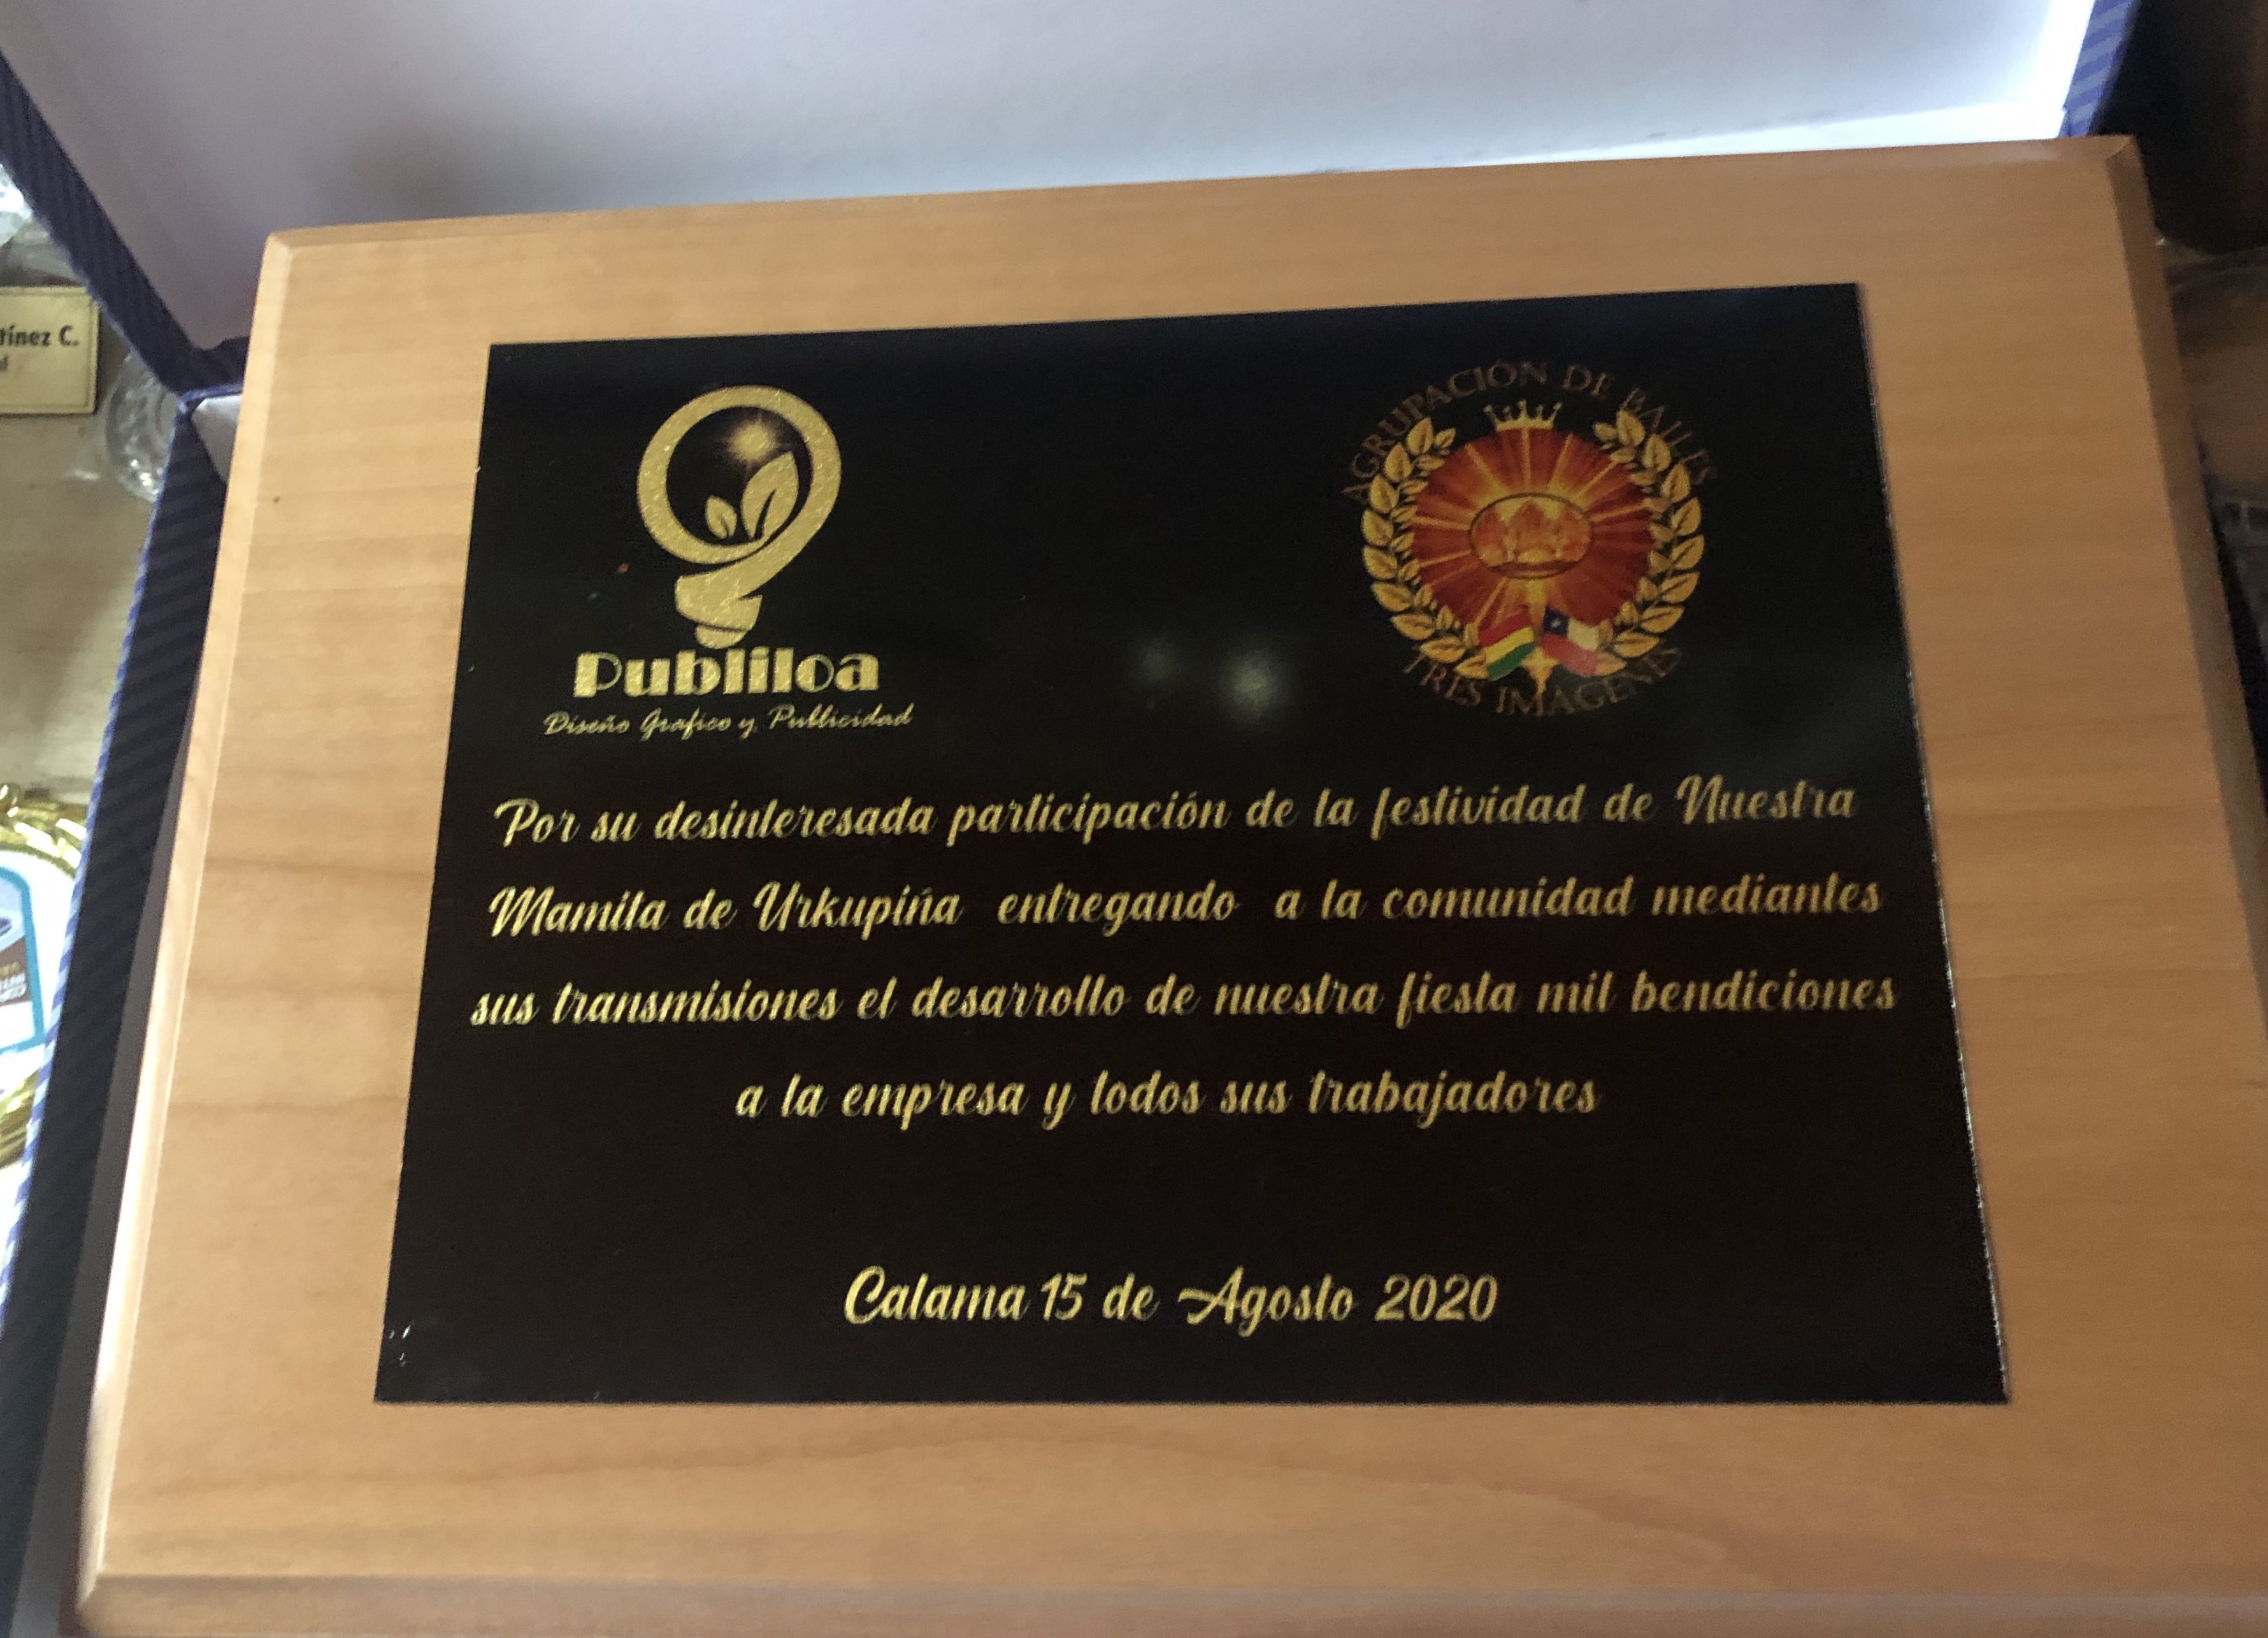 tínez C.
Publiloa
Diseño Grafico y Publicidad
AGRUPACIÓN DE BAILES
TRES IMAGENES
Por su desinteresada participación de la festividad de Nuestra
Mamita de Urkupiña entregando a la comunidad mediantes
sus transmisiones el desarrollo de nuestra fiesta mil bendiciones
a la empresa y todos sus trabajadores
Calama 15 de Agosto 2020